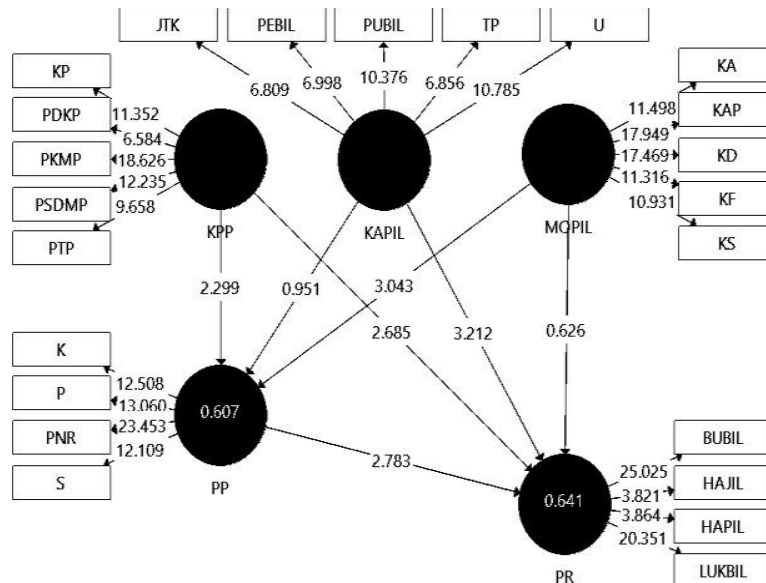 JTK PEBIL PUBIL TP U
6.809 6.998 10.376 6.856 10.785
KP
PDKP
PKMP
PSDMP
PTP
11.352
6.584
18.626
12.235
9.658
KPP
KAPIL
MOPIL
KA
KAP
KD
KF
KS
11.498
17.949
17.469
11.316
10.931
2.299 0.951 3.043
2.685 3.212 0.626
K
P
PNR
S
12.508
13.060
23.453
12.109
0.607
PP
2.783
0.641
PR
25.025
3.821
3.864
20.351
BUBIL
HAJIL
HAPIL
LUKBIL